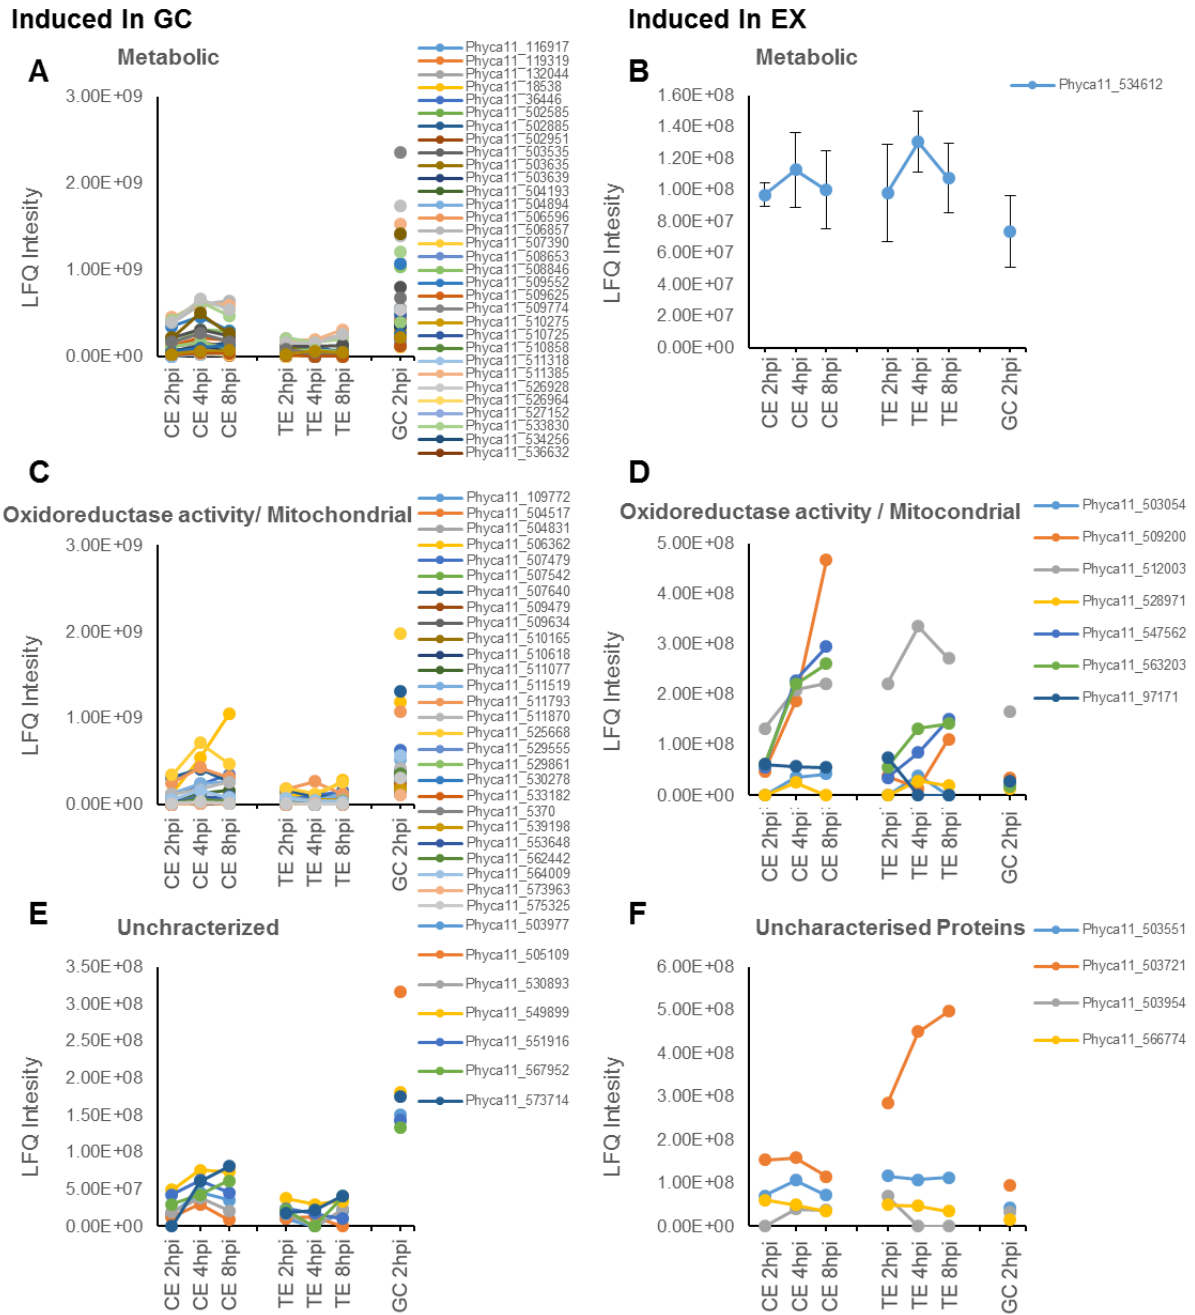 Induced In GC
Induced In EX
A
Metabolic
3.00E+09
2.00E+09
1.00E+09
0.00E+00
LFQ Intesity
CE 2hpi
CE 4hpi
CE 8hpi
TE 2hpi
TE 4hpi
TE 8hpi
GC 2hpi
Phyca11_116917
Phyca11_119319
Phyca11_132044
Phyca11_18538
Phyca11_36446
Phyca11_502585
Phyca11_502885
Phyca11_502951
Phyca11_503535
Phyca11_503635
Phyca11_503639
Phyca11_504193
Phyca11_504894
Phyca11_506596
Phyca11_506857
Phyca11_507390
Phyca11_508653
Phyca11_508846
Phyca11_509552
Phyca11_509625
Phyca11_509774
Phyca11_510275
Phyca11_510725
Phyca11_510858
Phyca11_511318
Phyca11_511385
Phyca11_526928
Phyca11_526964
Phyca11_527152
Phyca11_533830
Phyca11_534256
Phyca11_536632
B
Metabolic
1.60E+08
1.40E+08
1.20E+08
1.00E+08
8.00E+07
6.00E+07
4.00E+07
2.00E+07
0.00E+00
LFQ Intesity
CE 2hpi
CE 4hpi
CE 8hpi
TE 2hpi
TE 4hpi
TE 8hpi
GC 2hpi
Phyca11_534612
C
Oxidoreductase activity/ Mitochondrial
3.00E+09
2.00E+09
1.00E+09
0.00E+00
LFQ Intesity
CE 2hpi
CE 4hpi
CE 8hpi
TE 2hpi
TE 4hpi
TE 8hpi
GC 2hpi
Phyca11_109772
Phyca11_504517
Phyca11_504831
Phyca11_506362
Phyca11_507479
Phyca11_507542
Phyca11_507640
Phyca11_509479
Phyca11_509634
Phyca11_510165
Phyca11_510618
Phyca11_511077
Phyca11_511519
Phyca11_511793
Phyca11_511870
Phyca11_525668
Phyca11_529555
Phyca11_529861
Phyca11_530278
Phyca11_533182
Phyca11_5370
Phyca11_539198
Phyca11_553648
Phyca11_562442
Phyca11_564009
Phyca11_573963
Phyca11_575325
D
Oxidoreductase activity / Mitocondrial
5.00E+08
4.00E+08
3.00E+08
2.00E+08
1.00E+08
0.00E+00
LFQ Intesity
CE 2hpi
CE 4hpi
CE 8hpi
TE 2hpi
TE 4hpi
TE 8hpi
GC 2hpi
Phyca11_503054
Phyca11_509200
Phyca11_512003
Phyca11_528971
Phyca11_547562
Phyca11_563203
Phyca11_97171
E
Unchracterized
3.50E+08
3.00E+08
2.50E+08
2.00E+08
1.50E+08
1.00E+08
5.00E+07
0.00E+00
LFQ Intesity
CE 2hpi
CE 4hpi
CE 8hpi
TE 2hpi
TE 4hpi
TE 8hpi
GC 2hpi
Phyca11_503977
Phyca11_505109
Phyca11_530893
Phyca11_549899
Phyca11_551916
Phyca11_567952
Phyca11_573714
F
Uncharacterised Proteins
6.00E+08
5.00E+08
4.00E+08
3.00E+08
2.00E+08
1.00E+08
0.00E+00
LFQ Intesity
CE 2hpi
CE 4hpi
CE 8hpi
TE 2hpi
TE 4hpi
TE 8hpi
GC 2hpi
Phyca11_503551
Phyca11_503721
Phyca11_503954
Phyca11_566774